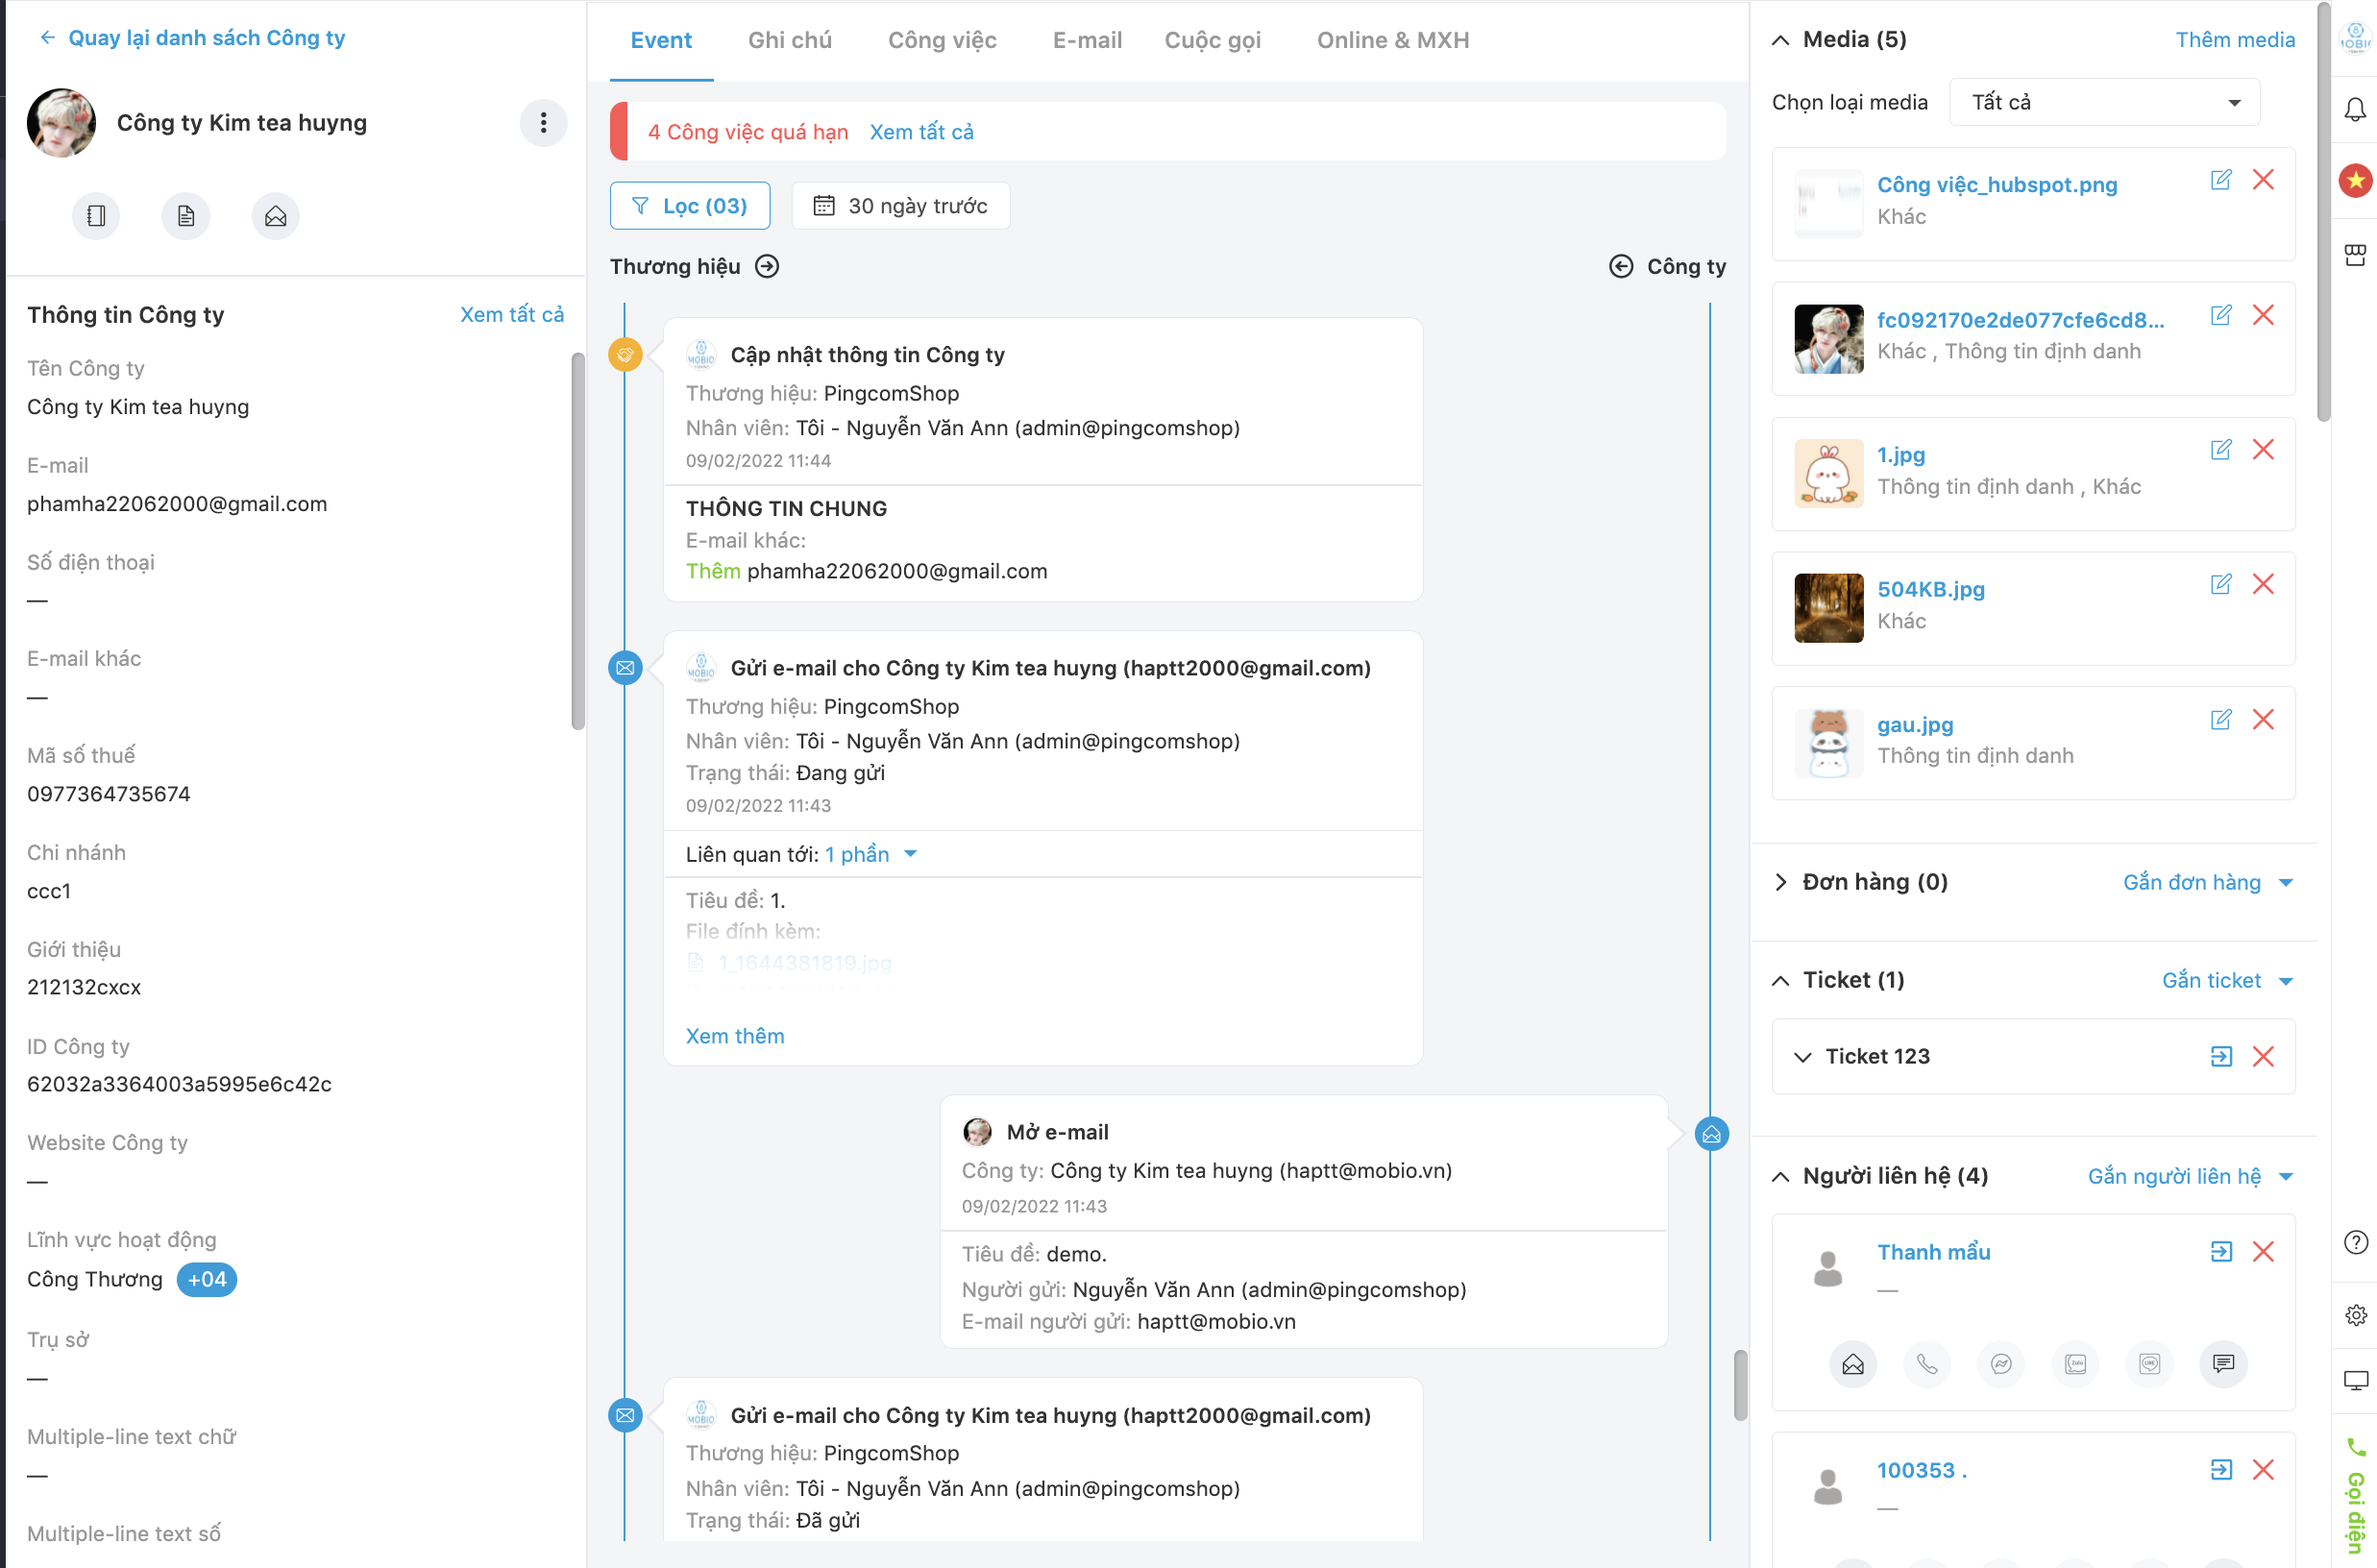 Quay lại danh sách Công ty
Công ty Kim tea huyng
Thông tin Công ty
Xem tất cả
Tên Công ty
Công ty Kim tea huyng
E-mail
phamha22062000@gmail.com
Số điện thoại
—
E-mail khác
—
Mã số thuế
0977364735674
Chi nhánh
ccc1
Giới thiệu
212132cxcx
ID Công ty
62032a3364003a5995e6c42c
Website Công ty
—
Lĩnh vực hoạt động
Công Thương +04
Trụ sở
—
Multiple-line text chữ
—
Multiple-line text số
Event Ghi chú Công việc E-mail Cuộc gọi Online & MXH
4 Công việc quá hạn Xem tất cả
Lọc (03) 30 ngày trước
Thương hiệu
Công ty
MOBIO Cập nhật thông tin Công ty
Thương hiệu: PingcomShop
Nhân viên: Tôi - Nguyễn Văn Ann (admin@pingcomshop)
09/02/2022 11:44
THÔNG TIN CHUNG
E-mail khác:
Thêm phamha22062000@gmail.com
MOBIO Gửi e-mail cho Công ty Kim tea huyng (haptt2000@gmail.com)
Thương hiệu: PingcomShop
Nhân viên: Tôi - Nguyễn Văn Ann (admin@pingcomshop)
Trạng thái: Đang gửi
09/02/2022 11:43
Liên quan tới: 1 phần
Tiêu đề: 1.
File đính kèm:
1_1644381819.jpg
Xem thêm
Mở e-mail
Công ty: Công ty Kim tea huyng (haptt@mobio.vn)
09/02/2022 11:43
Tiêu đề: demo.
Người gửi: Nguyễn Văn Ann (admin@pingcomshop)
E-mail người gửi: haptt@mobio.vn
MOBIO Gửi e-mail cho Công ty Kim tea huyng (haptt2000@gmail.com)
Thương hiệu: PingcomShop
Nhân viên: Tôi - Nguyễn Văn Ann (admin@pingcomshop)
Trạng thái: Đã gửi
Media (5)
Thêm media
Chọn loại media Tất cả
Công việc_hubspot.png
Khác
fc092170e2de077cfe6cd8...
Khác , Thông tin định danh
1.jpg
Thông tin định danh , Khác
504KB.jpg
Khác
gau.jpg
Thông tin định danh
Đơn hàng (0)
Gắn đơn hàng
Ticket (1)
Gắn ticket
Ticket 123
Người liên hệ (4)
Gắn người liên hệ
Thanh mẩu
—
Zalo
LINE
100353 .
—
Gọi điện